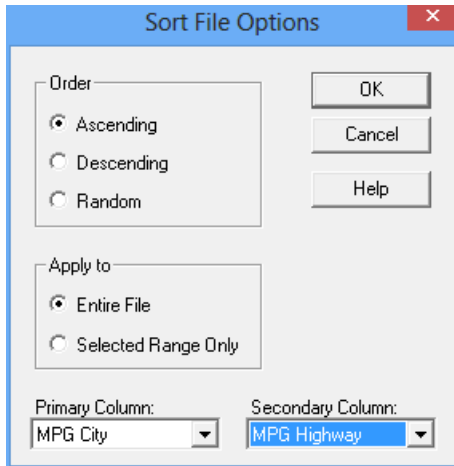 Sort File Options
Order
Ascending
Descending
Random
OK
Cancel
Help
Apply to
Entire File
Selected Range Only
Primary Column:
MPG City
Secondary Column:
MPG Highway